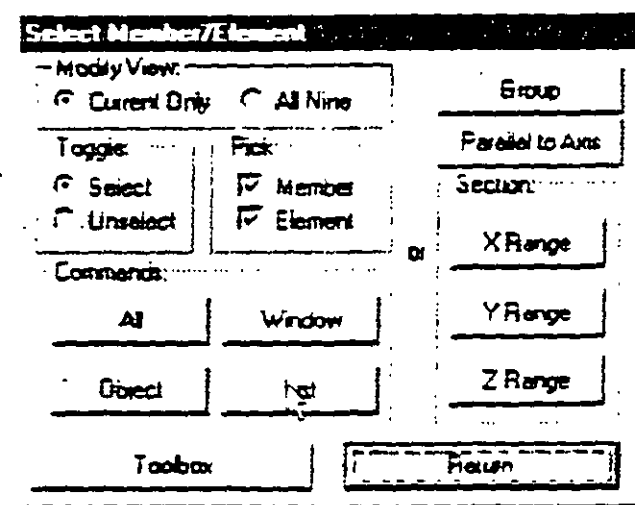 Select Member/Element
Modify View:
Current Only All Nine
Group
Parallel to Axis
Toggle: Pick:
Select Member
Unselect Element
Section:
or
X Range
Commands:
All Window
Y Range
Object List
Z Range
Toolbox Return